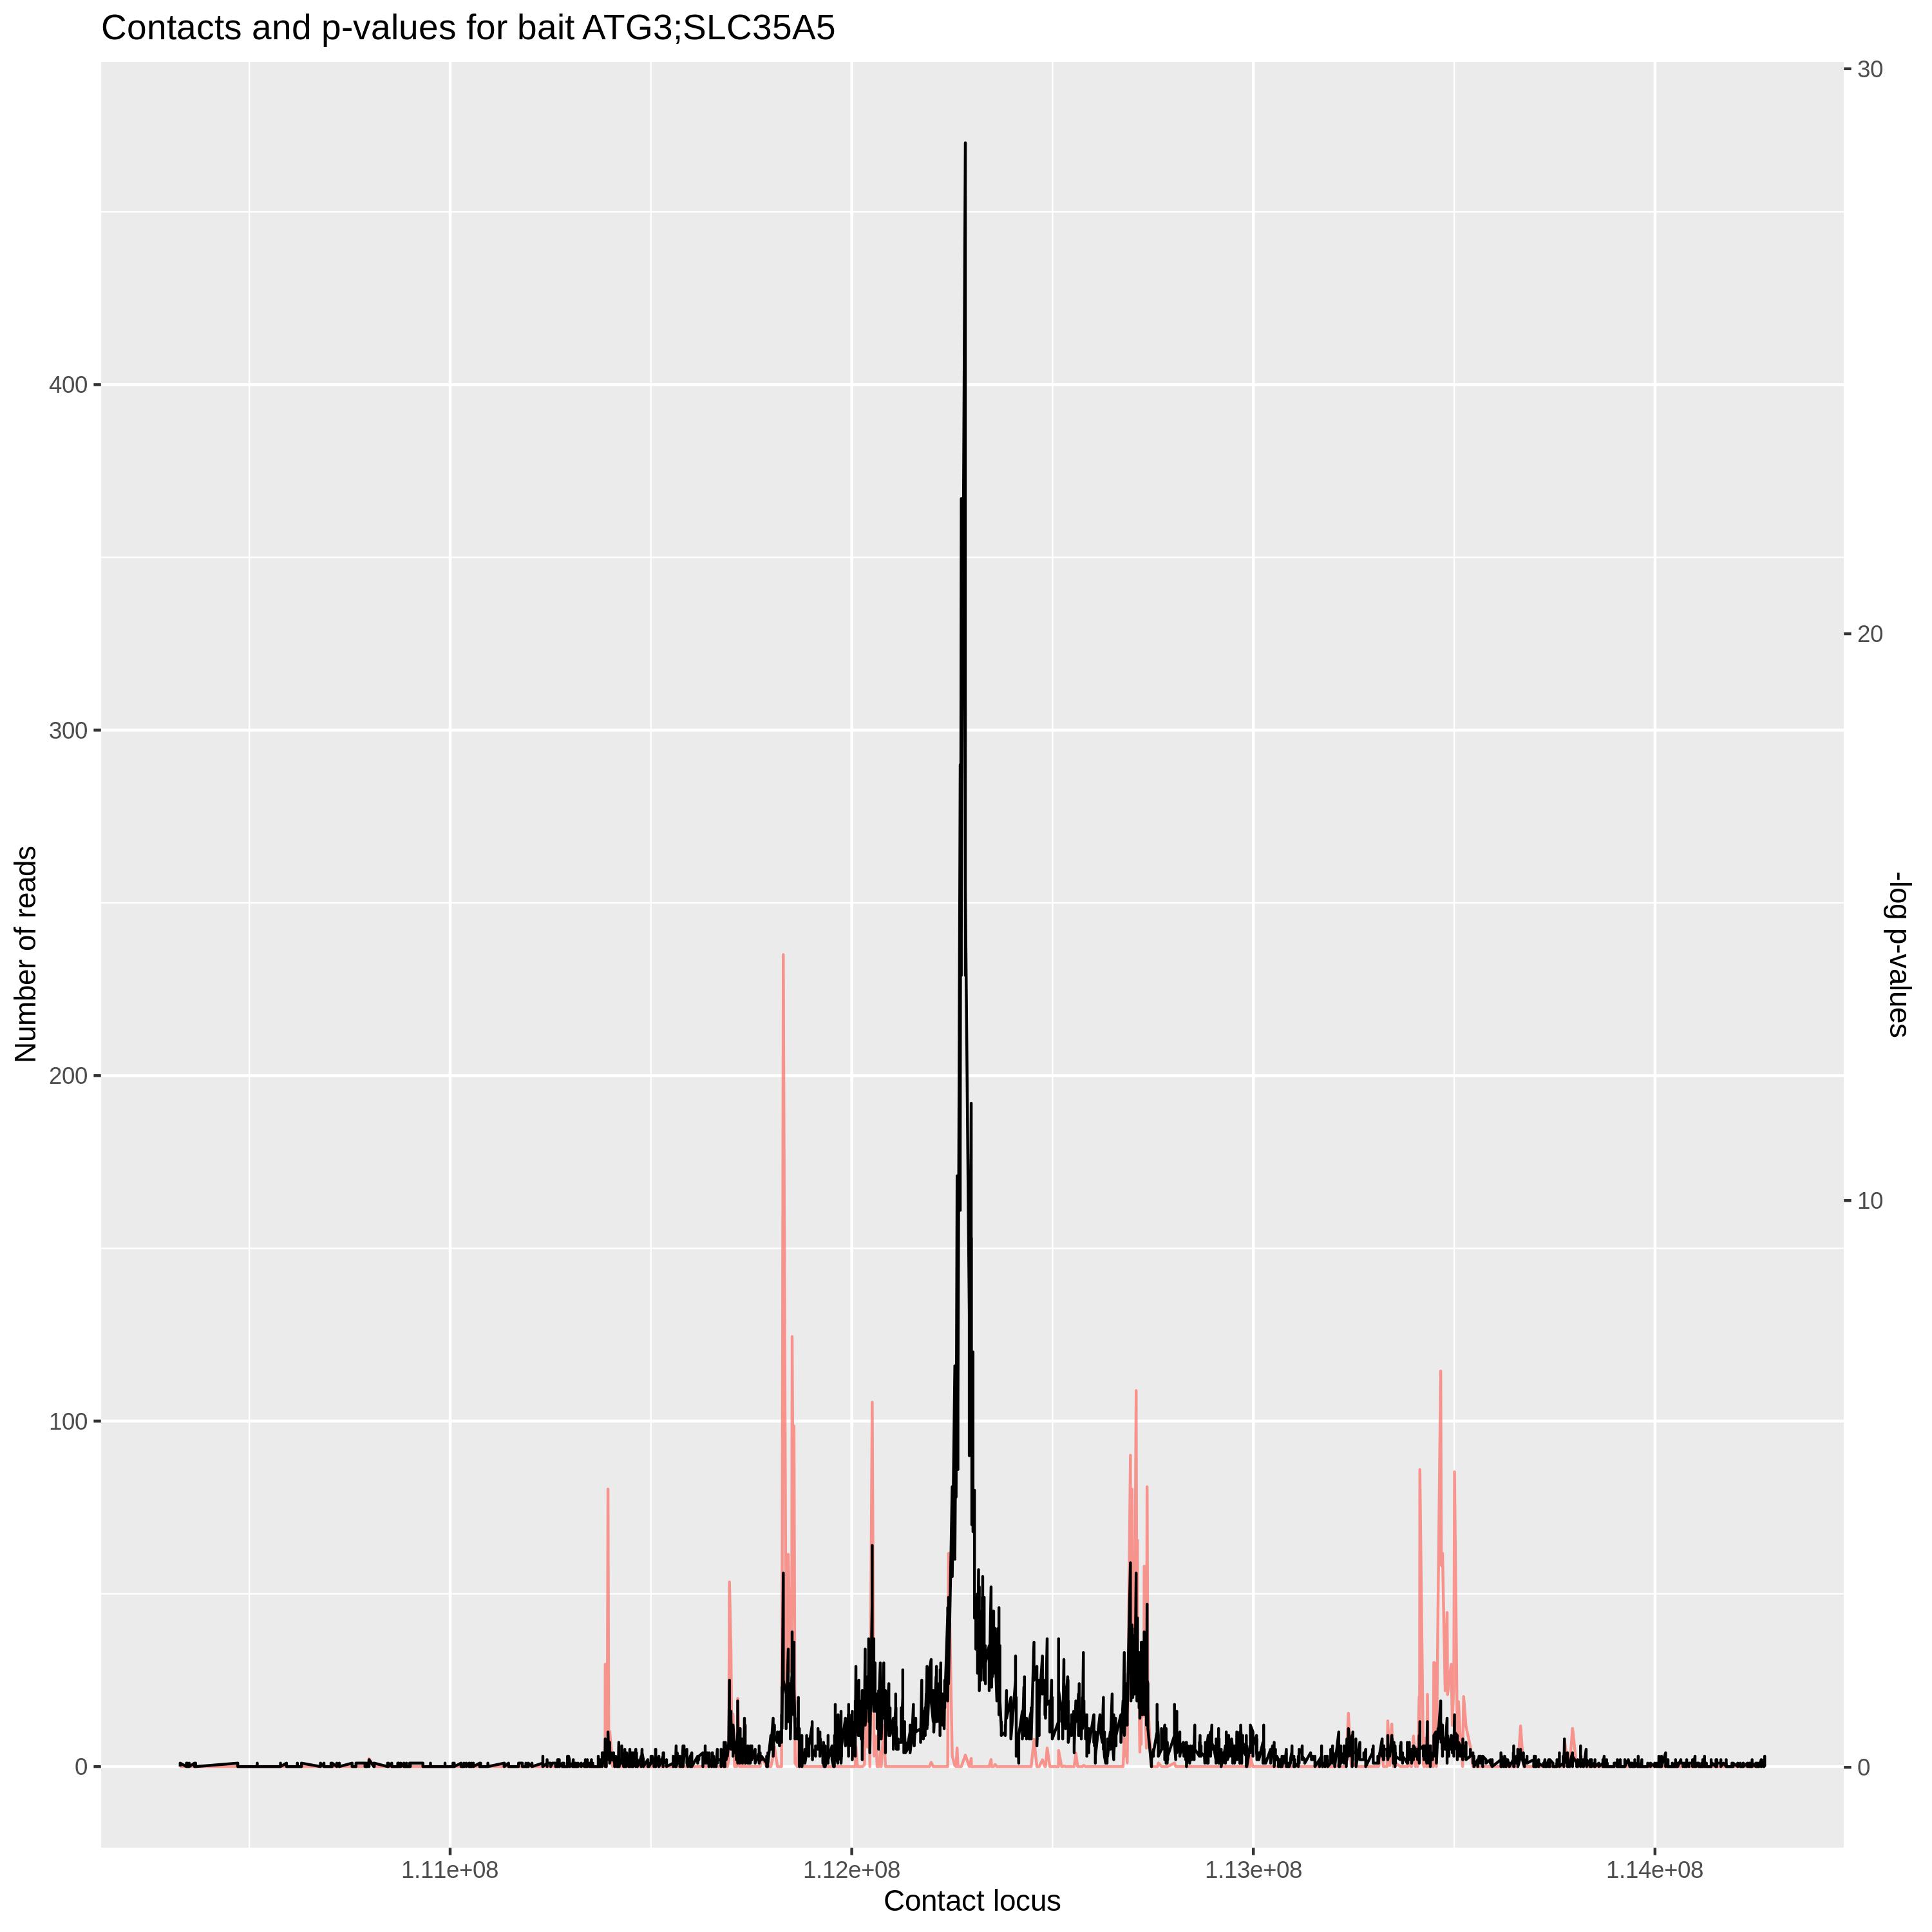 Contacts and p-values for bait ATG3;SLC35A5
Number of reads
400
300
200
100
0
30
20
10
0
-log p-values
1.11e+08
1.12e+08
1.13e+08
1.14e+08
Contact locus